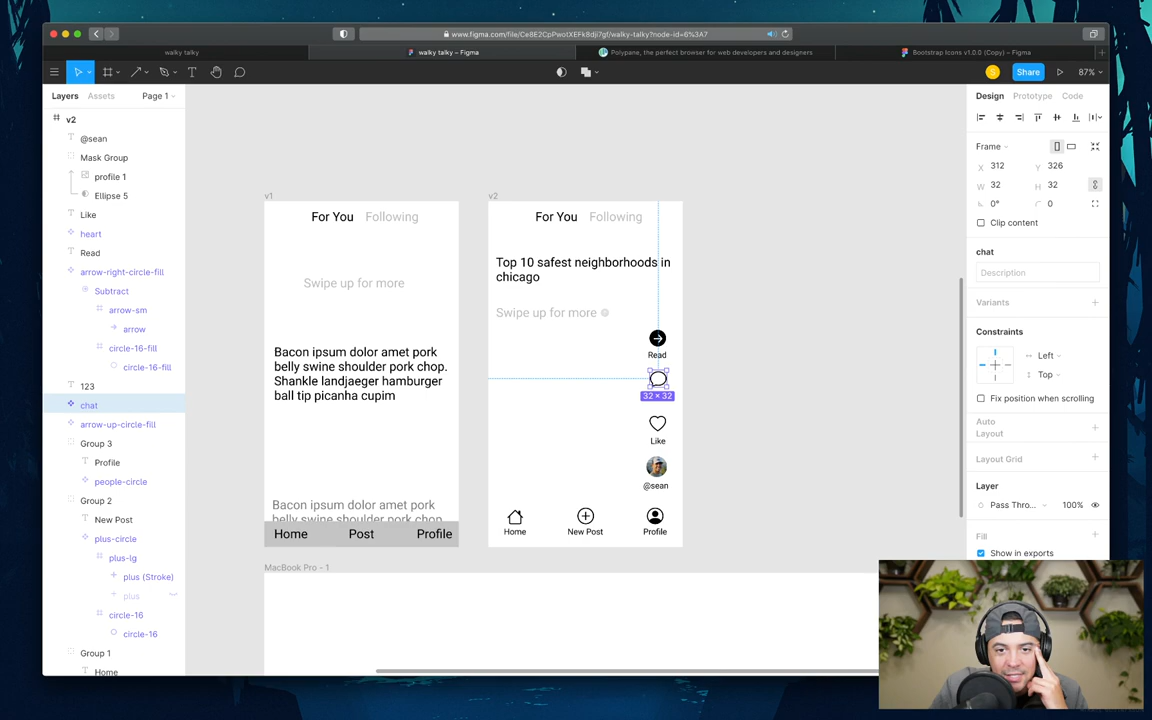 www.figma.com/file/Ce8E2CpPwotXEFk8dji7gf/walky-talky?node-id=6%3A7
walky talky
walky talky – Figma
Polypane, the perfect browser for web developers and designers
Bootstrap Icons v1.0.0 (Copy) – Figma
S
Share
87%
Layers
Assets
Page 1
Design
Prototype
Code
v2
@sean
Mask Group
profile 1
Ellipse 5
Like
heart
Read
arrow-right-circle-fill
Subtract
arrow-sm
arrow
circle-16-fill
circle-16-fill
123
chat
arrow-up-circle-fill
Group 3
Profile
people-circle
Group 2
New Post
plus-circle
plus-lg
plus (Stroke)
plus
circle-16
circle-16
Group 1
Home
v1
For You
Following
Swipe up for more
Bacon ipsum dolor amet pork
belly swine shoulder pork chop.
Shankle landjaeger hamburger
ball tip picanha cupim
Bacon ipsum dolor amet pork
belly swine shoulder pork chop.
Home
Post
Profile
v2
For You
Following
Top 10 safest neighborhoods in
chicago
Swipe up for more
Read
32 × 32
Like
@sean
Home
New Post
Profile
MacBook Pro - 1
Frame
X 312
Y 326
W 32
H 32
0°
0
Clip content
chat
Description
Variants
Constraints
Left
Top
Fix position when scrolling
Auto
Layout
Layout Grid
Layer
Pass Thro...
100%
Fill
Show in exports